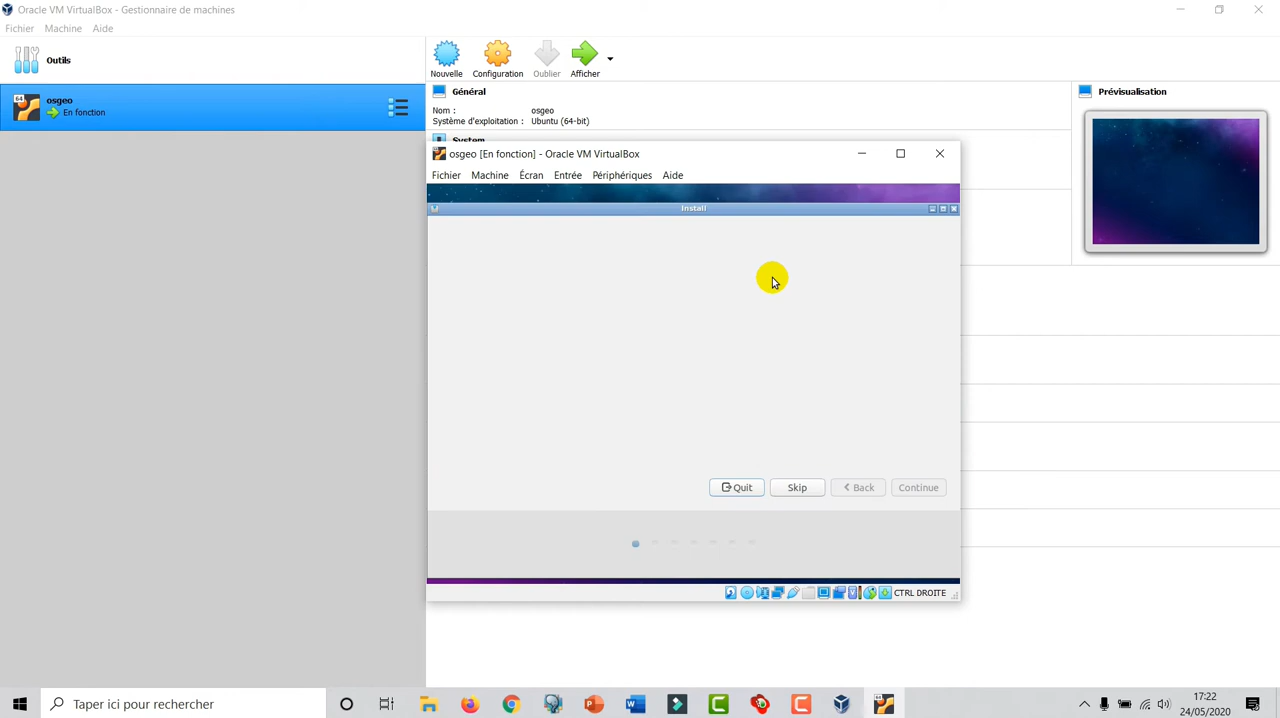 Oracle VM VirtualBox - Gestionnaire de machines
Fichier Machine Aide
Outils
osgeo
En fonction
Nouvelle Configuration Oublier Afficher
Général
Nom : osgeo
Système d'exploitation : Ubuntu (64-bit)
System
Prévisualisation
osgeo [En fonction] - Oracle VM VirtualBox
Fichier Machine Écran Entrée Périphériques Aide
Install
Quit Skip Back Continue
CTRL DROITE
Taper ici pour rechercher
17:22
24/05/2020